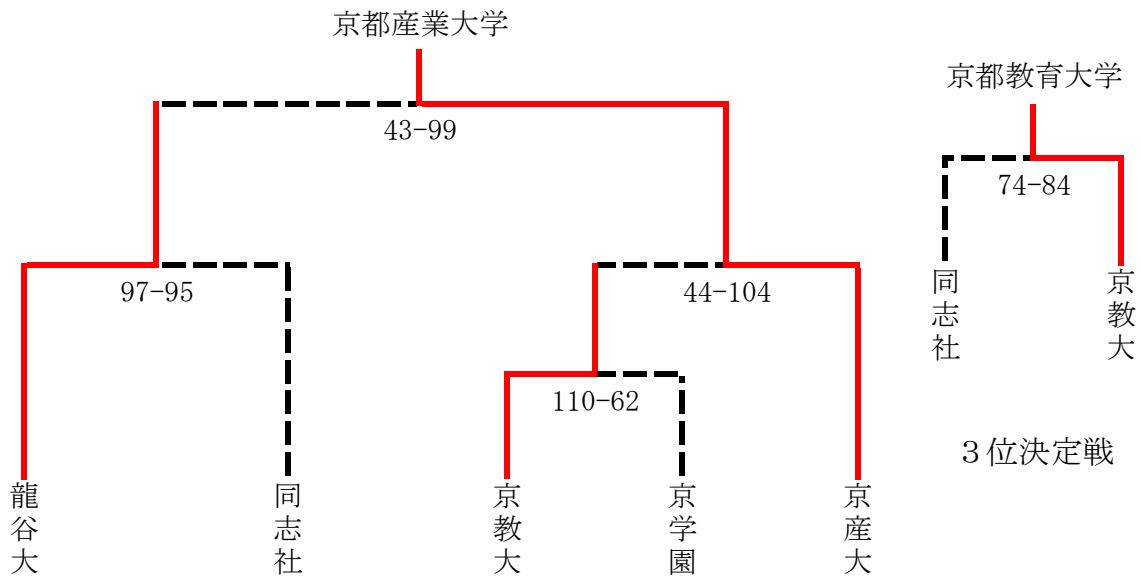 京都産業大学
京都教育大学
43-99
74-84
97-95
44-104
同志社
京教大
110-62
３位決定戦
龍谷大
同志社
京教大
京学園
京産大